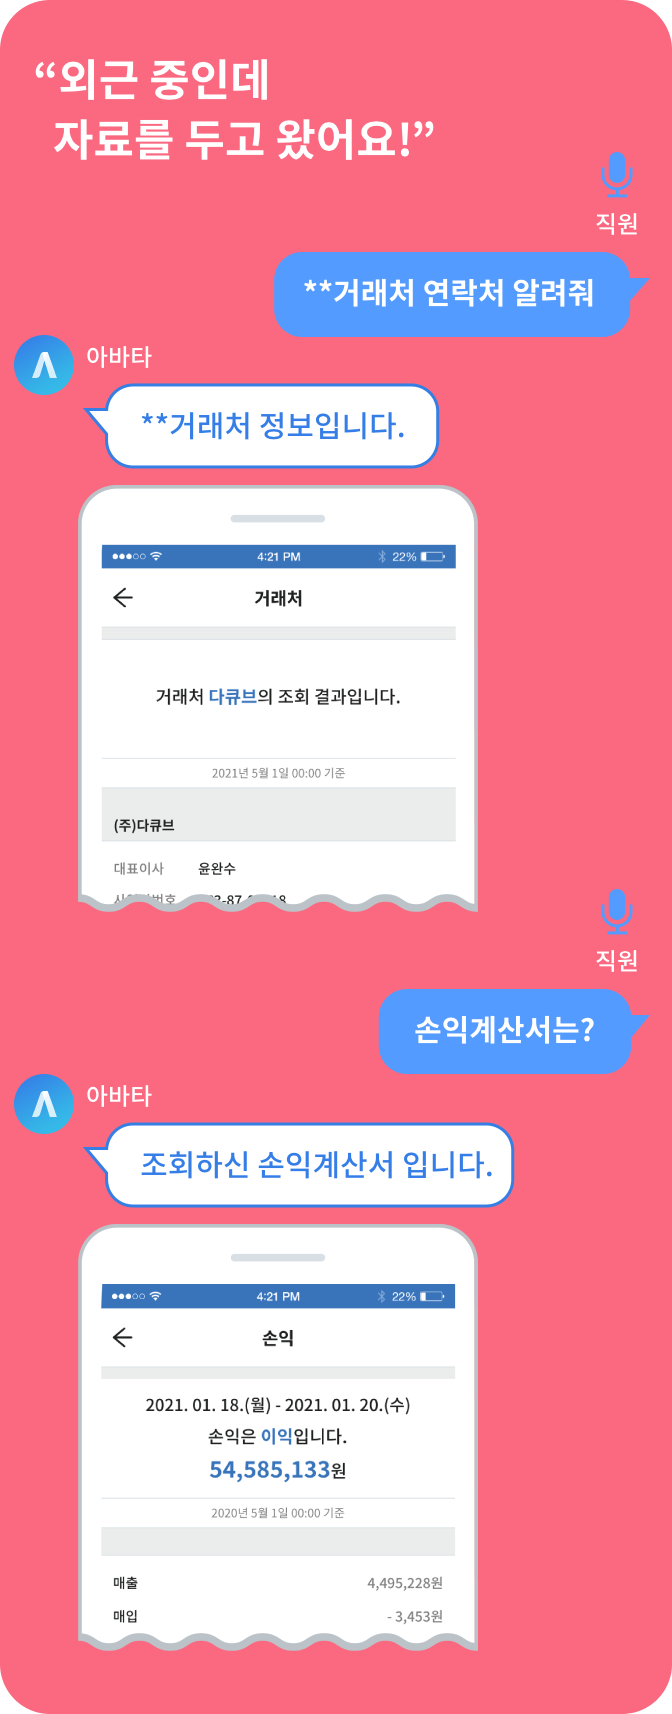 “외근 중인데
자료를 두고 왔어요!”
직원
**거래처 연락처 알려줘
아바타
**거래처 정보입니다.
4:21 PM 22%
거래처
거래처 다큐브의 조회 결과입니다.
2021년 5월 1일 00:00 기준
(주)다큐브
대표이사 윤완수
직원
손익계산서는?
아바타
조회하신 손익계산서 입니다.
4:21 PM 22%
손익
2021. 01. 18.(월) - 2021. 01. 20.(수)
손익은 이익입니다.
54,585,133원
2020년 5월 1일 00:00 기준
매출 4,495,228원
매입 - 3,453원